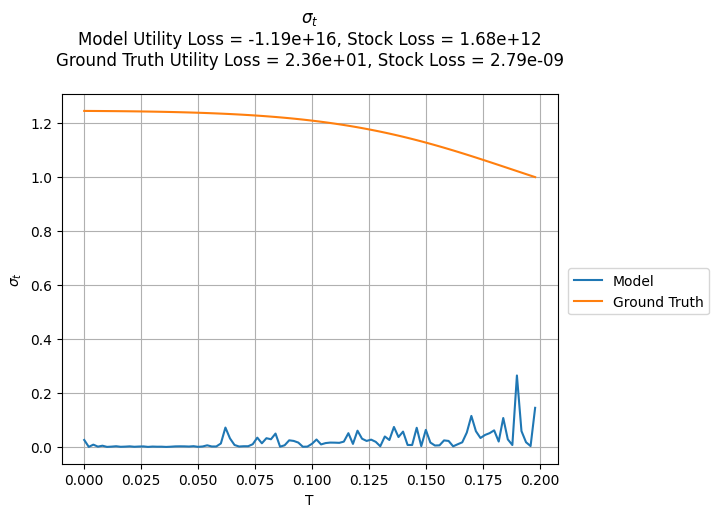 σt
Model Utility Loss = -1.19e+16, Stock Loss = 1.68e+12
Ground Truth Utility Loss = 2.36e+01, Stock Loss = 2.79e-09
1.2
1.0
0.8
0.6
0.4
0.2
0.0
σt
Model
Ground Truth
0.000 0.025 0.050 0.075 0.100 0.125 0.150 0.175 0.200
T